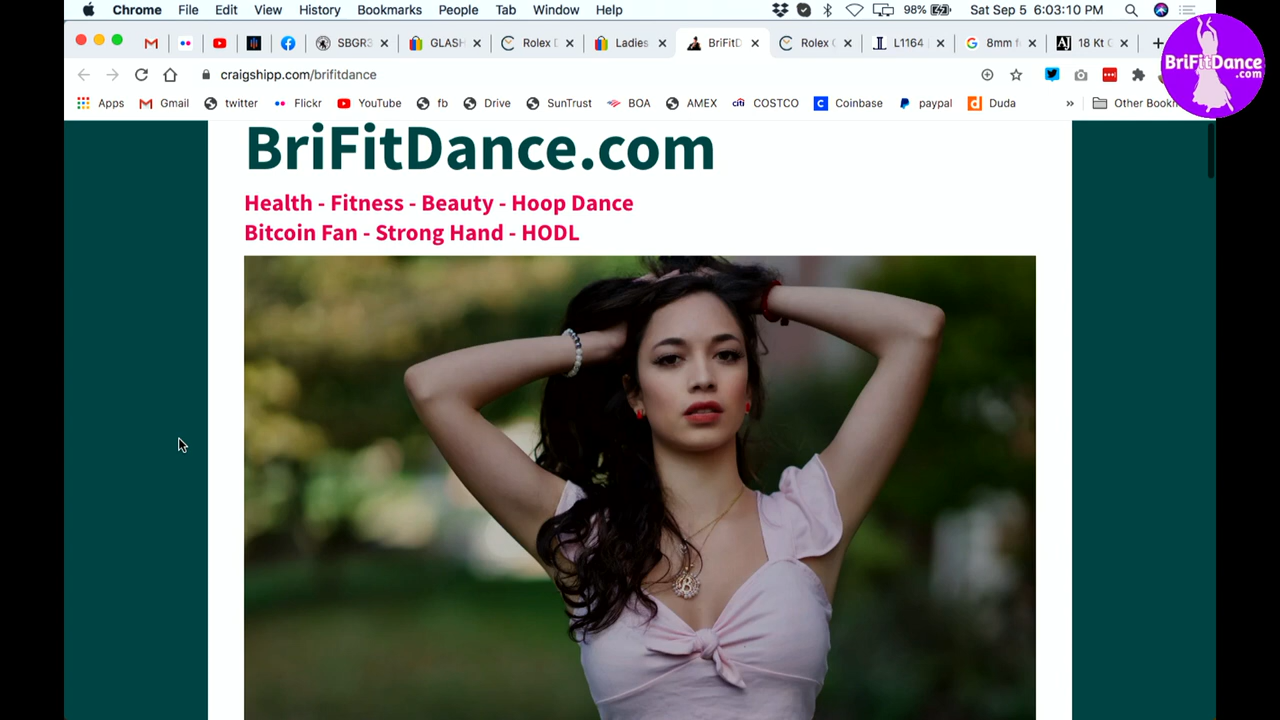 Chrome File Edit View History Bookmarks People Tab Window Help 98% Sat Sep 5 6:03:10 PM
SBGR3 GLASH Rolex D Ladies BriFitD Rolex L1164 8mm f 18 Kt
craigshipp.com/brifitdance
Apps Gmail twitter Flickr YouTube fb Drive SunTrust BOA AMEX COSTCO Coinbase paypal Duda » Other Bookm
BriFitDance
.com
BriFitDance.com
Health - Fitness - Beauty - Hoop Dance
Bitcoin Fan - Strong Hand - HODL
B